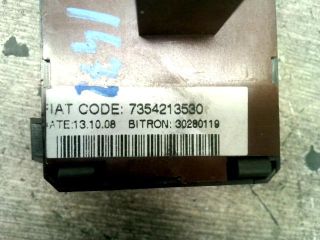 FIAT CODE: 7354213530
DATE:13.10.08 BITRON: 30280119